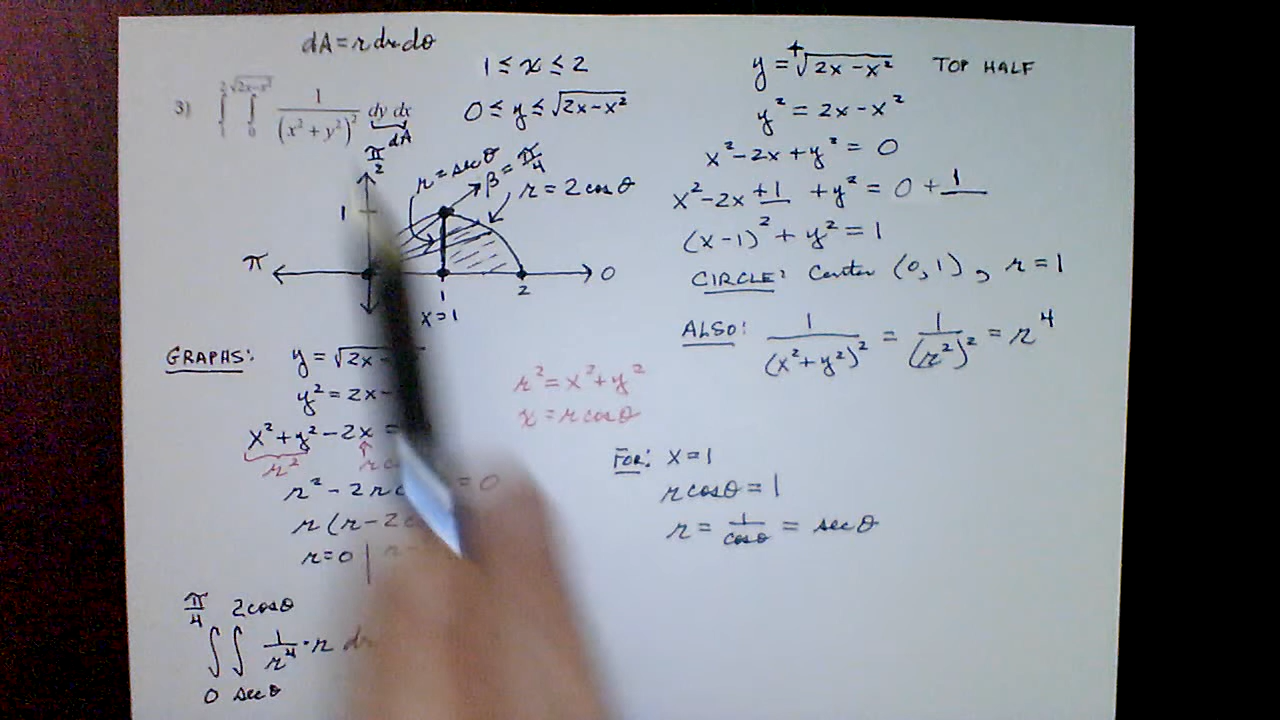 dA = r dr dθ
3) ∫₁² ∫₀^√(2x-x²) 1/(x² + y²)² dy dx
dA
1 ≤ x ≤ 2
0 ≤ y ≤ √(2x-x²)
y = ⁺√(2x-x²) TOP HALF
y² = 2x - x²
x² - 2x + y² = 0
x² - 2x + 1 + y² = 0 + 1
(x-1)² + y² = 1
CIRCLE: Center (0,1), r = 1
ALSO: 1/(x²+y²)² = 1/(r²)² = r⁴
π/2
r = sec θ
β = π/4
r = 2 cos θ
1
π 0
1 2
x=1
GRAPHS: y = √(2x-
y² = 2x-
x² + y² - 2x =
r² r
r² - 2r = 0
r(r - 2
r = 0 | r
r² = x² + y²
x = r cos θ
FOR: x = 1
r cos θ = 1
r = 1/cos θ = sec θ
π/4 2cos θ
∫∫ 1/r⁴ · r d
0 sec θ